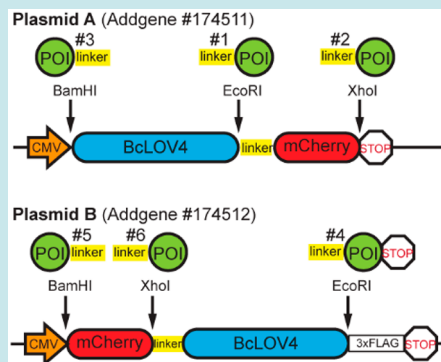 Plasmid A (Addgene #174511)
#3 #1 #2
POI linker linker POI linker POI
BamHI EcoRI XhoI
CMV BcLOV4 linker mCherry STOP
Plasmid B (Addgene #174512)
#5 #6 #4
POI linker linker POI linker POI STOP
BamHI XhoI EcoRI
CMV mCherry linker BcLOV4 3xFLAG STOP